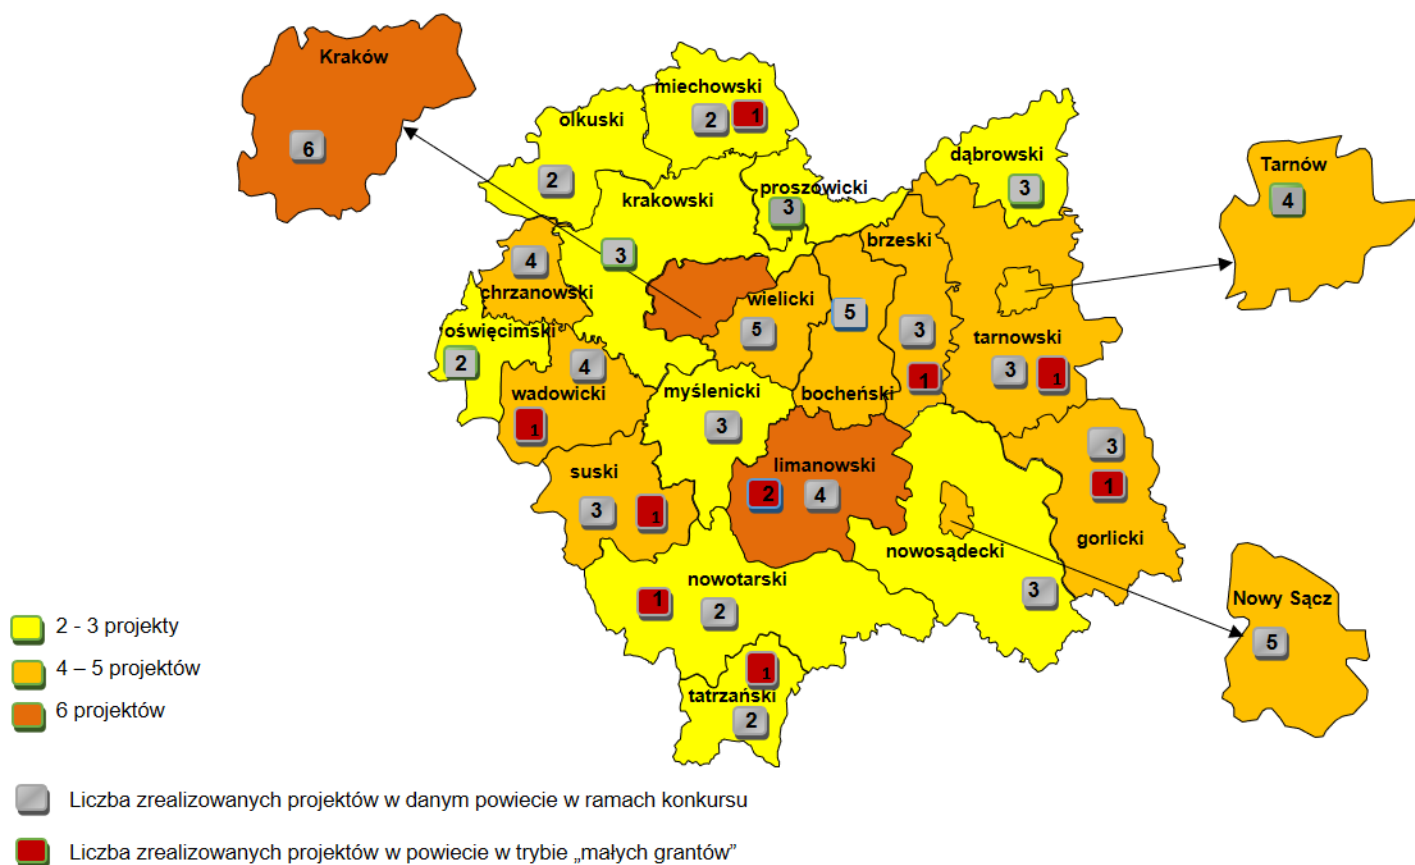 Kraków
6
miechowski
2 1
olkuski
2
dąbrowski
3
Tarnów
4
krakowski
3
proszowicki
3
brzeski
3
1
chrzanowski
4
wielicki
5
bocheński
5
tarnowski
3 1
oświęcimski
2
wadowicki
4
1
myślenicki
3
suski
3 1
limanowski
2 4
gorlicki
3
1
nowosądecki
3
nowotarski
1 2
Nowy Sącz
5
tatrzański
1
2
2 - 3 projekty
4 – 5 projektów
6 projektów
Liczba zrealizowanych projektów w danym powiecie w ramach konkursu
Liczba zrealizowanych projektów w powiecie w trybie „małych grantów”